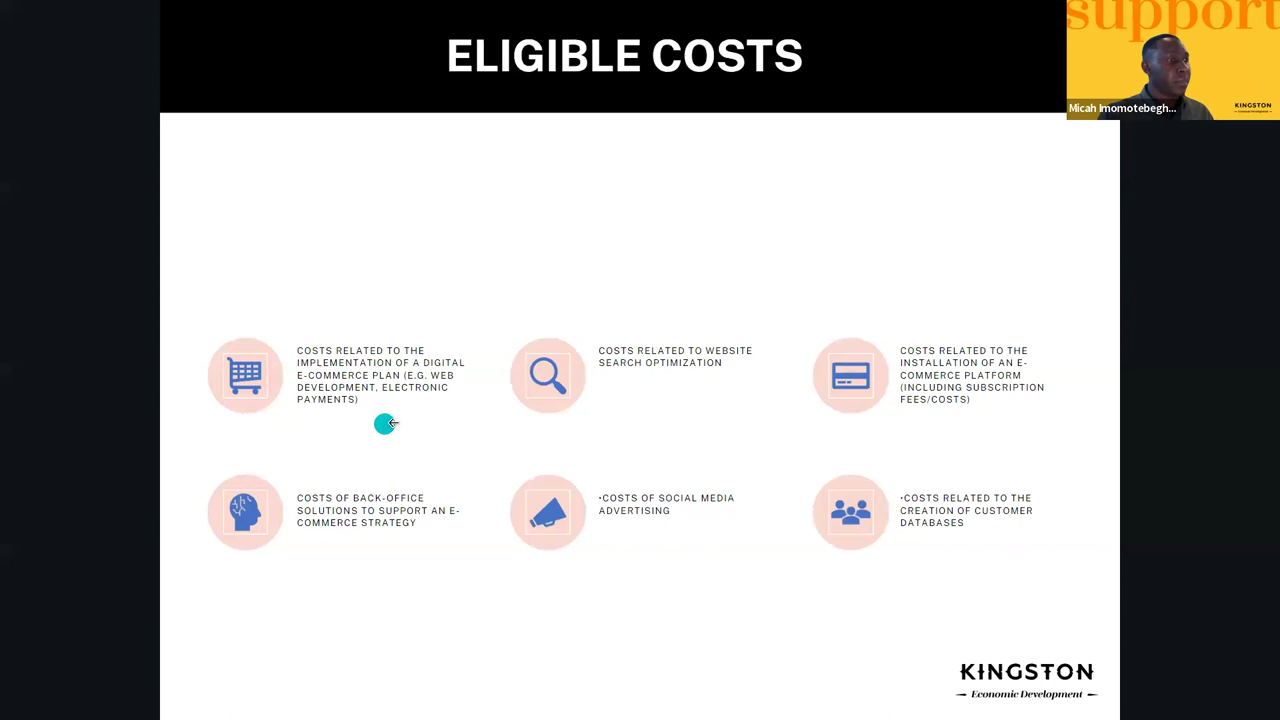 ELIGIBLE COSTS
support
Micah Imomotebegh...
KINGSTON
Economic Development
COSTS RELATED TO THE
IMPLEMENTATION OF A DIGITAL
E-COMMERCE PLAN (E.G. WEB
DEVELOPMENT, ELECTRONIC
PAYMENTS)
COSTS RELATED TO WEBSITE
SEARCH OPTIMIZATION
COSTS RELATED TO THE
INSTALLATION OF AN E-
COMMERCE PLATFORM
(INCLUDING SUBSCRIPTION
FEES/COSTS)
COSTS OF BACK-OFFICE
SOLUTIONS TO SUPPORT AN E-
COMMERCE STRATEGY
•COSTS OF SOCIAL MEDIA
ADVERTISING
•COSTS RELATED TO THE
CREATION OF CUSTOMER
DATABASES
KINGSTON
Economic Development